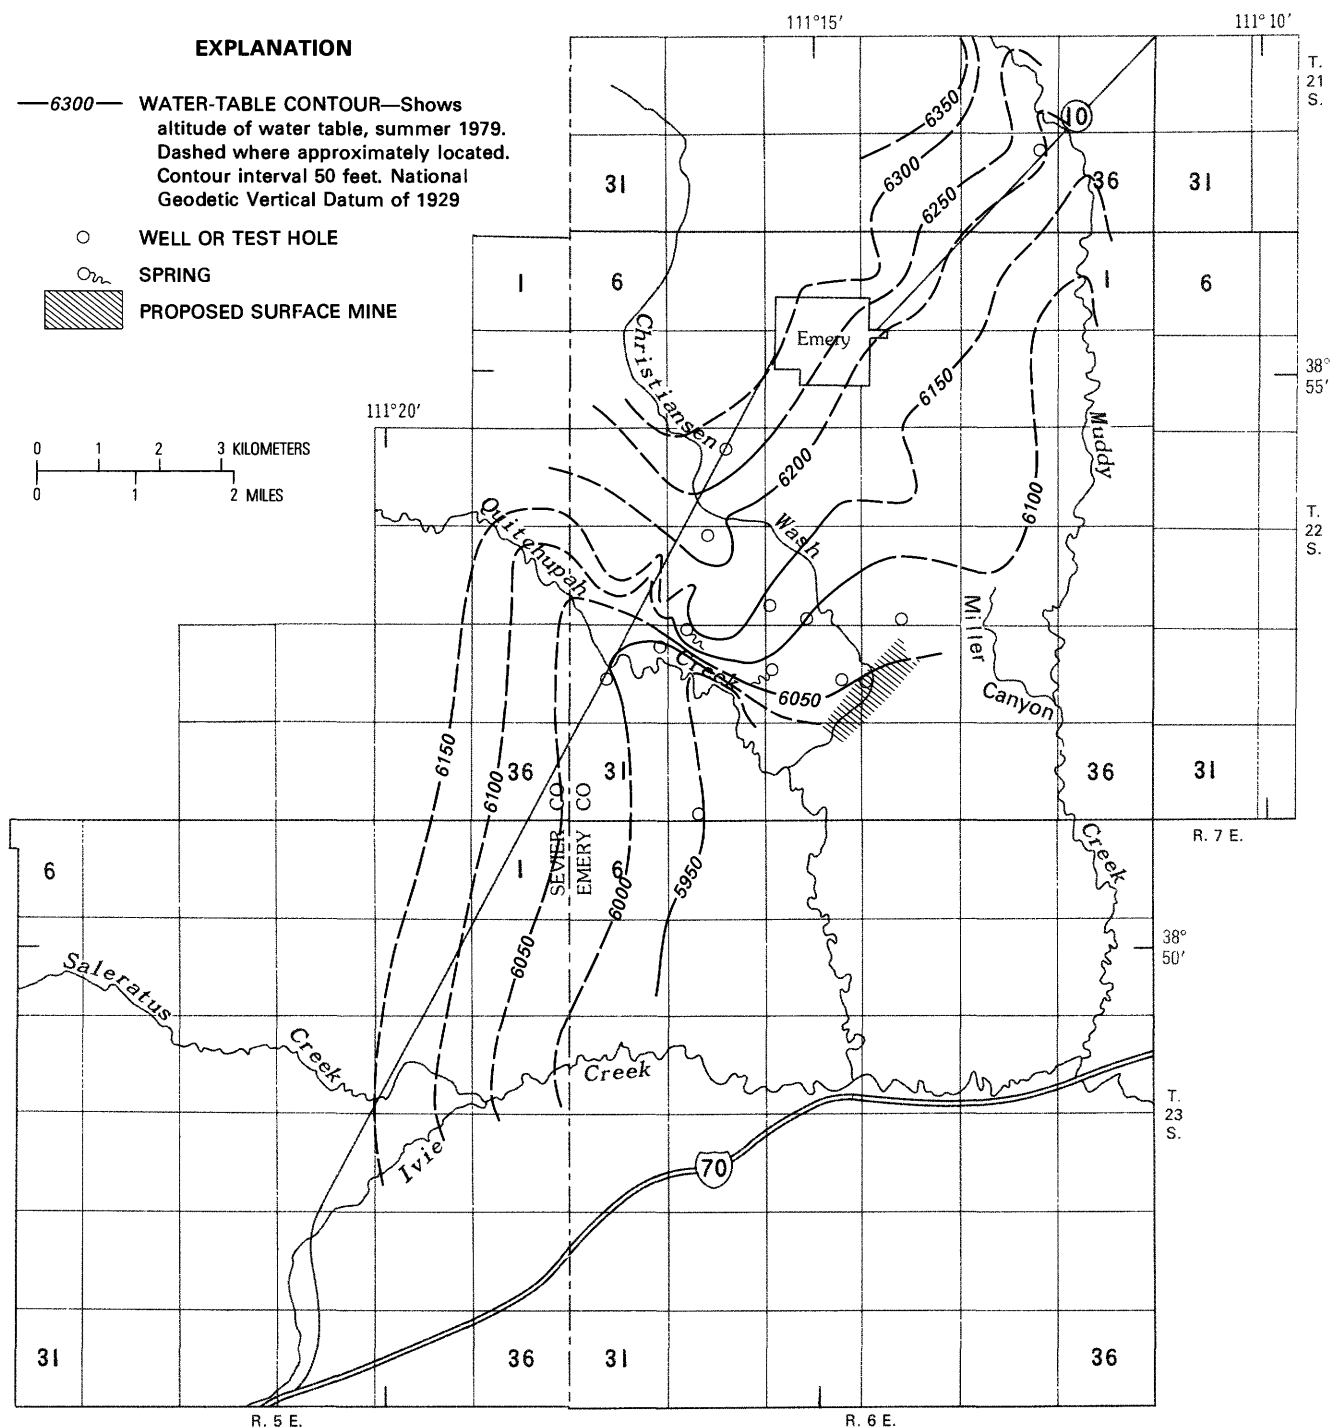 111°15′
111°10′
EXPLANATION
—6300— WATER-TABLE CONTOUR—Shows
altitude of water table, summer 1979.
Dashed where approximately located.
Contour interval 50 feet. National
Geodetic Vertical Datum of 1929
WELL OR TEST HOLE
SPRING
PROPOSED SURFACE MINE
T.
21
S.
6350
10
6300
31
36
31
6250
1
6
1
6
Christiansen
Emery
38°
55′
6150
111°20′
0 1 2 3 KILOMETERS
0 1 2 MILES
Muddy
6200
6100
Quitchupah
Wash
T.
22
S.
Miller
Creek
Canyon
6050
6150
36
31
36
31
6100
SEVIER CO
EMERY CO
R. 7 E.
Creek
6
1
6
6000
5950
6050
38°
50′
Saleratus
Creek
Creek
T.
23
S.
Ivie
70
31
36
31
36
R. 5 E.
R. 6 E.